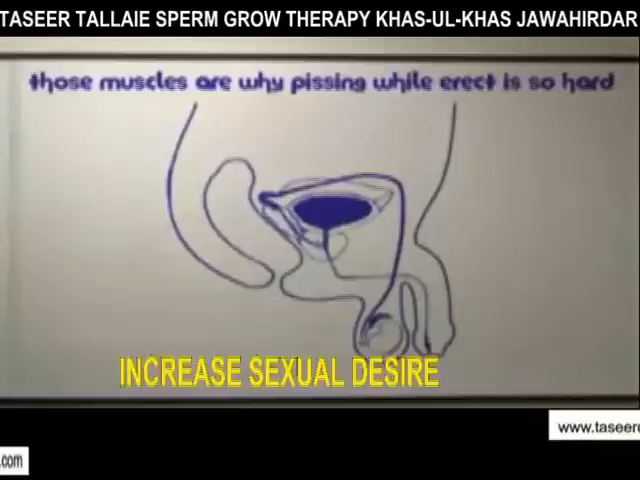 TASEER TALLAIE SPERM GROW THERAPY KHAS-UL-KHAS JAWAHIRDAR
those muscles are why pissing while erect is so hard
INCREASE SEXUAL DESIRE
www.taseere
.com